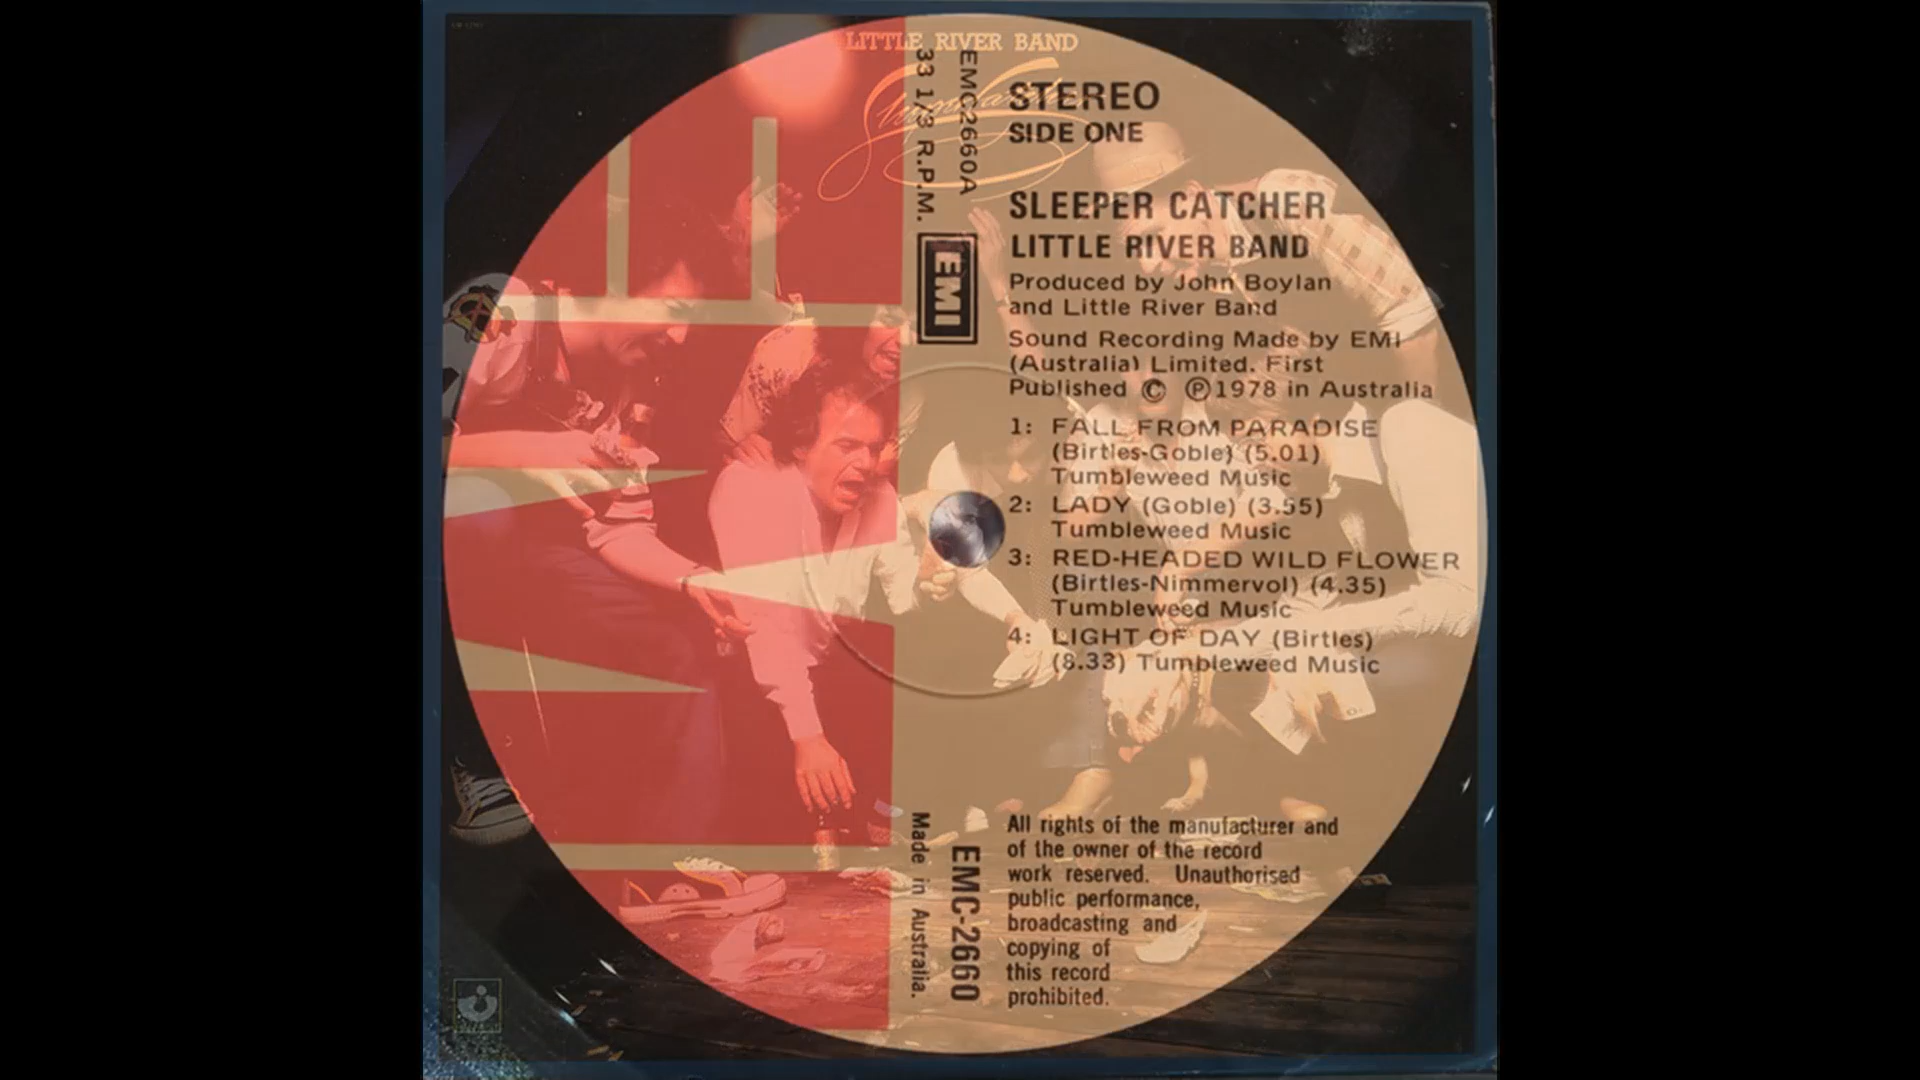 LITTLE RIVER BAND
33 1/3 R.P.M.
EMC2660A
STEREO
SIDE ONE
EMI
SLEEPER CATCHER
LITTLE RIVER BAND
Produced by John Boylan
and Little River Band
Sound Recording Made by EMI
(Australia) Limited. First
Published © ℗1978 in Australia
1: FALL FROM PARADISE
(Birtles-Goble) (5.01)
Tumbleweed Music
2: LADY (Goble) (3.55)
Tumbleweed Music
3: RED-HEADED WILD FLOWER
(Birtles-Nimmervol) (4.35)
Tumbleweed Music
4: LIGHT OF DAY (Birtles)
(8.33) Tumbleweed Music
Made in Australia.
EMC-2660
All rights of the manufacturer and
of the owner of the record
work reserved. Unauthorised
public performance,
broadcasting and
copying of
this record
prohibited.